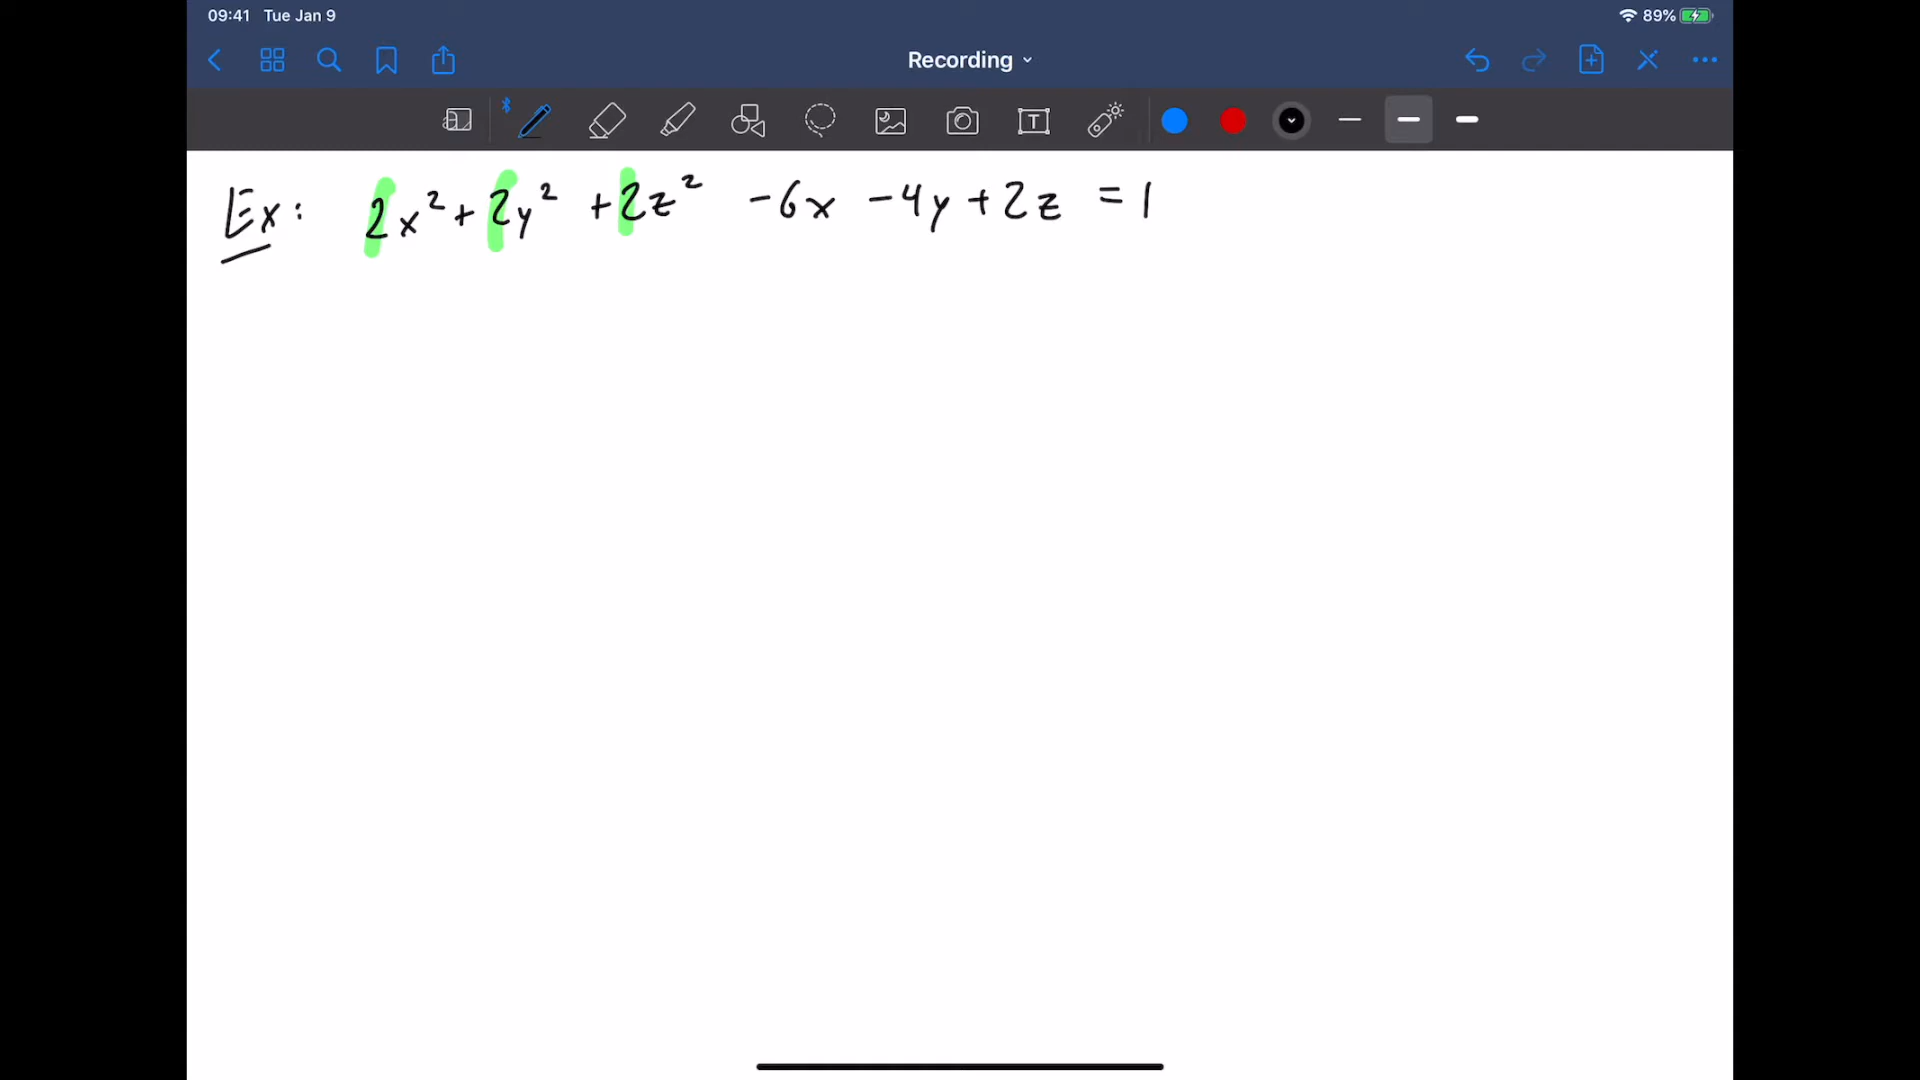 09:41 Tue Jan 9 89%
Recording
T
Ex: 2x² + 2y² + 2z² - 6x - 4y + 2z = 1